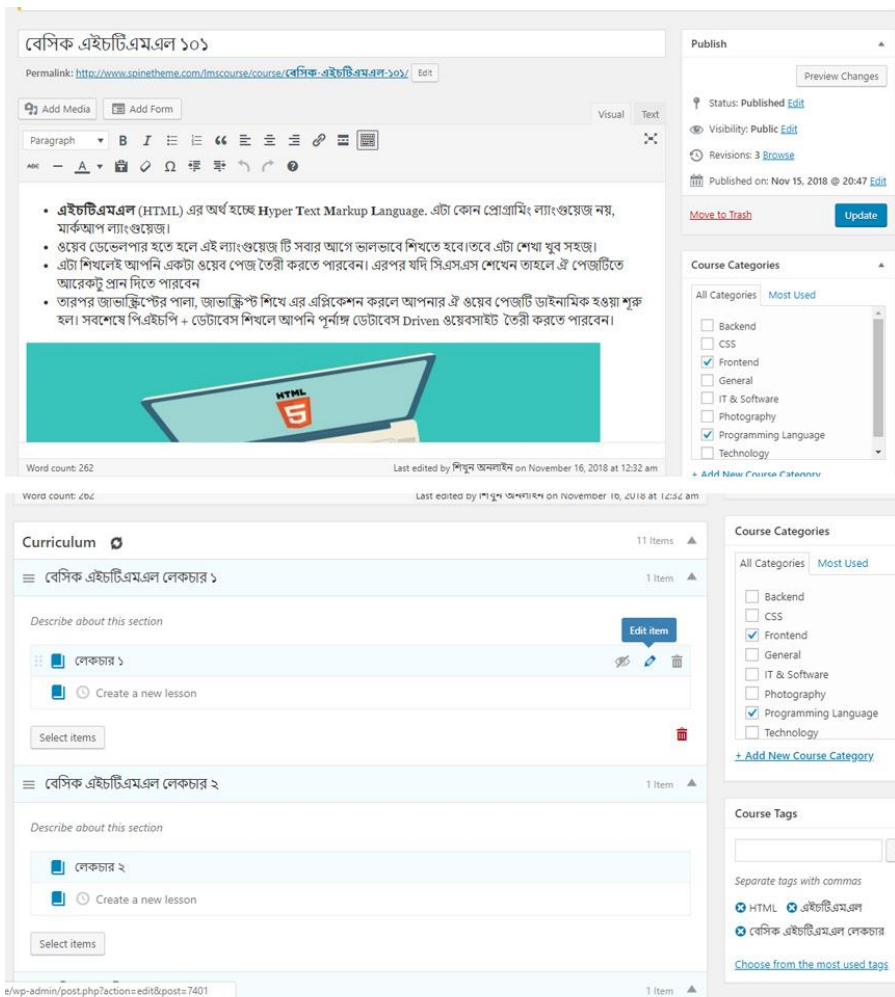 বেসিক এইচটিএমএল ১০১
Permalink: http://www.spinetheme.com/lmscourse/course/বেসিক-এইচটিএমএল-১০১/ Edit
Add Media Add Form
Visual Text
Paragraph B I
ABC A
এইচটিএমএল (HTML) এর অর্থ হচ্ছে Hyper Text Markup Language. এটা কোন প্রোগ্রামিং ল্যাংগুয়েজ নয়,
মার্কআপ ল্যাংগুয়েজ।
ওয়েব ডেভেলপার হতে হলে এই ল্যাংগুয়েজ টি সবার আগে ভালভাবে শিখতে হবে।তবে এটা শেখা খুব সহজ।
এটা শিখলেই আপনি একটা ওয়েব পেজ তৈরী করতে পারবেন। এরপর যদি সিএসএস শেখেন তাহলে ঐ পেজটিতে
আরেকটু প্রান দিতে পারবেন
তারপর জাভাস্ক্রিপ্টের পালা, জাভাস্ক্রিপ্ট শিখে এর এপ্লিকেশন করলে আপনার ঐ ওয়েব পেজটি ডাইনামিক হওয়া শূরু
হল। সবশেষে পিএইচপি + ডেটাবেস শিখলে আপনি পূর্নাঙ্গ ডেটাবেস Driven ওয়েবসাইট তৈরী করতে পারবেন।
HTML
5
Word count: 262
Last edited by শিখুন অনলাইন on November 16, 2018 at 12:32 am
Publish
Preview Changes
Status: Published Edit
Visibility: Public Edit
Revisions: 3 Browse
Published on: Nov 15, 2018 @ 20:47 Edit
Move to Trash Update
Course Categories
All Categories Most Used
Backend
CSS
Frontend
General
IT & Software
Photography
Programming Language
Technology
+ Add New Course Category
Word count: 262
Last edited by শিখুন অনলাইন on November 16, 2018 at 12:32 am
Curriculum 11 Items
বেসিক এইচটিএমএল লেকচার ১ 1 Item
Describe about this section
Edit item
লেকচার ১
Create a new lesson
Select items
বেসিক এইচটিএমএল লেকচার ২ 1 Item
Describe about this section
লেকচার ২
Create a new lesson
Select items
1 Item
e/wp-admin/post.php?action=edit&post=7401
Course Categories
All Categories Most Used
Backend
CSS
Frontend
General
IT & Software
Photography
Programming Language
Technology
+ Add New Course Category
Course Tags
Separate tags with commas
HTML এইচটিএমএল
বেসিক এইচটিএমএল লেকচার
Choose from the most used tags